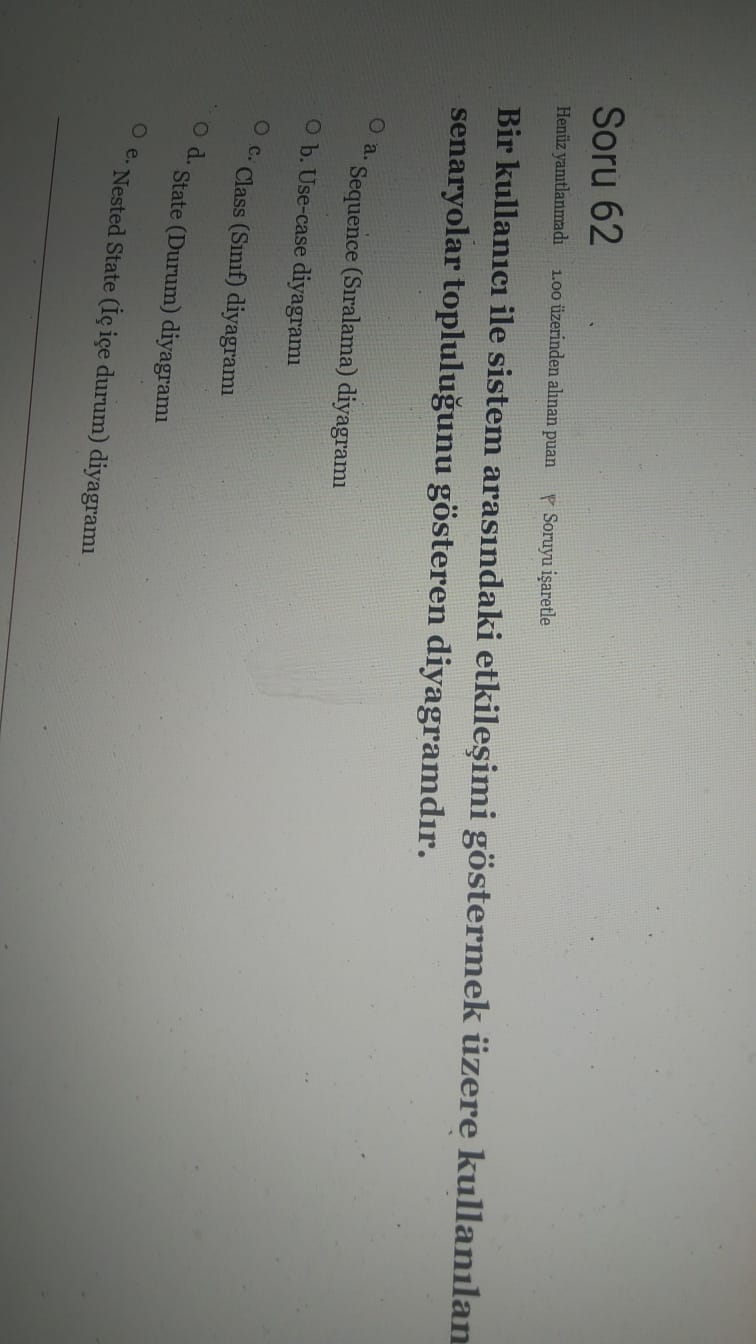 Soru 62
Henüz yanıtlanmadı 1.00 üzerinden alınan puan Soruyu işaretle
Bir kullanıcı ile sistem arasındaki etkileşimi göstermek üzere kullanılan
senaryolar topluluğunu gösteren diyagramdır.
a. Sequence (Sıralama) diyagramı
b. Use-case diyagramı
c. Class (Sınıf) diyagramı
d. State (Durum) diyagramı
e. Nested State (İç içe durum) diyagramı